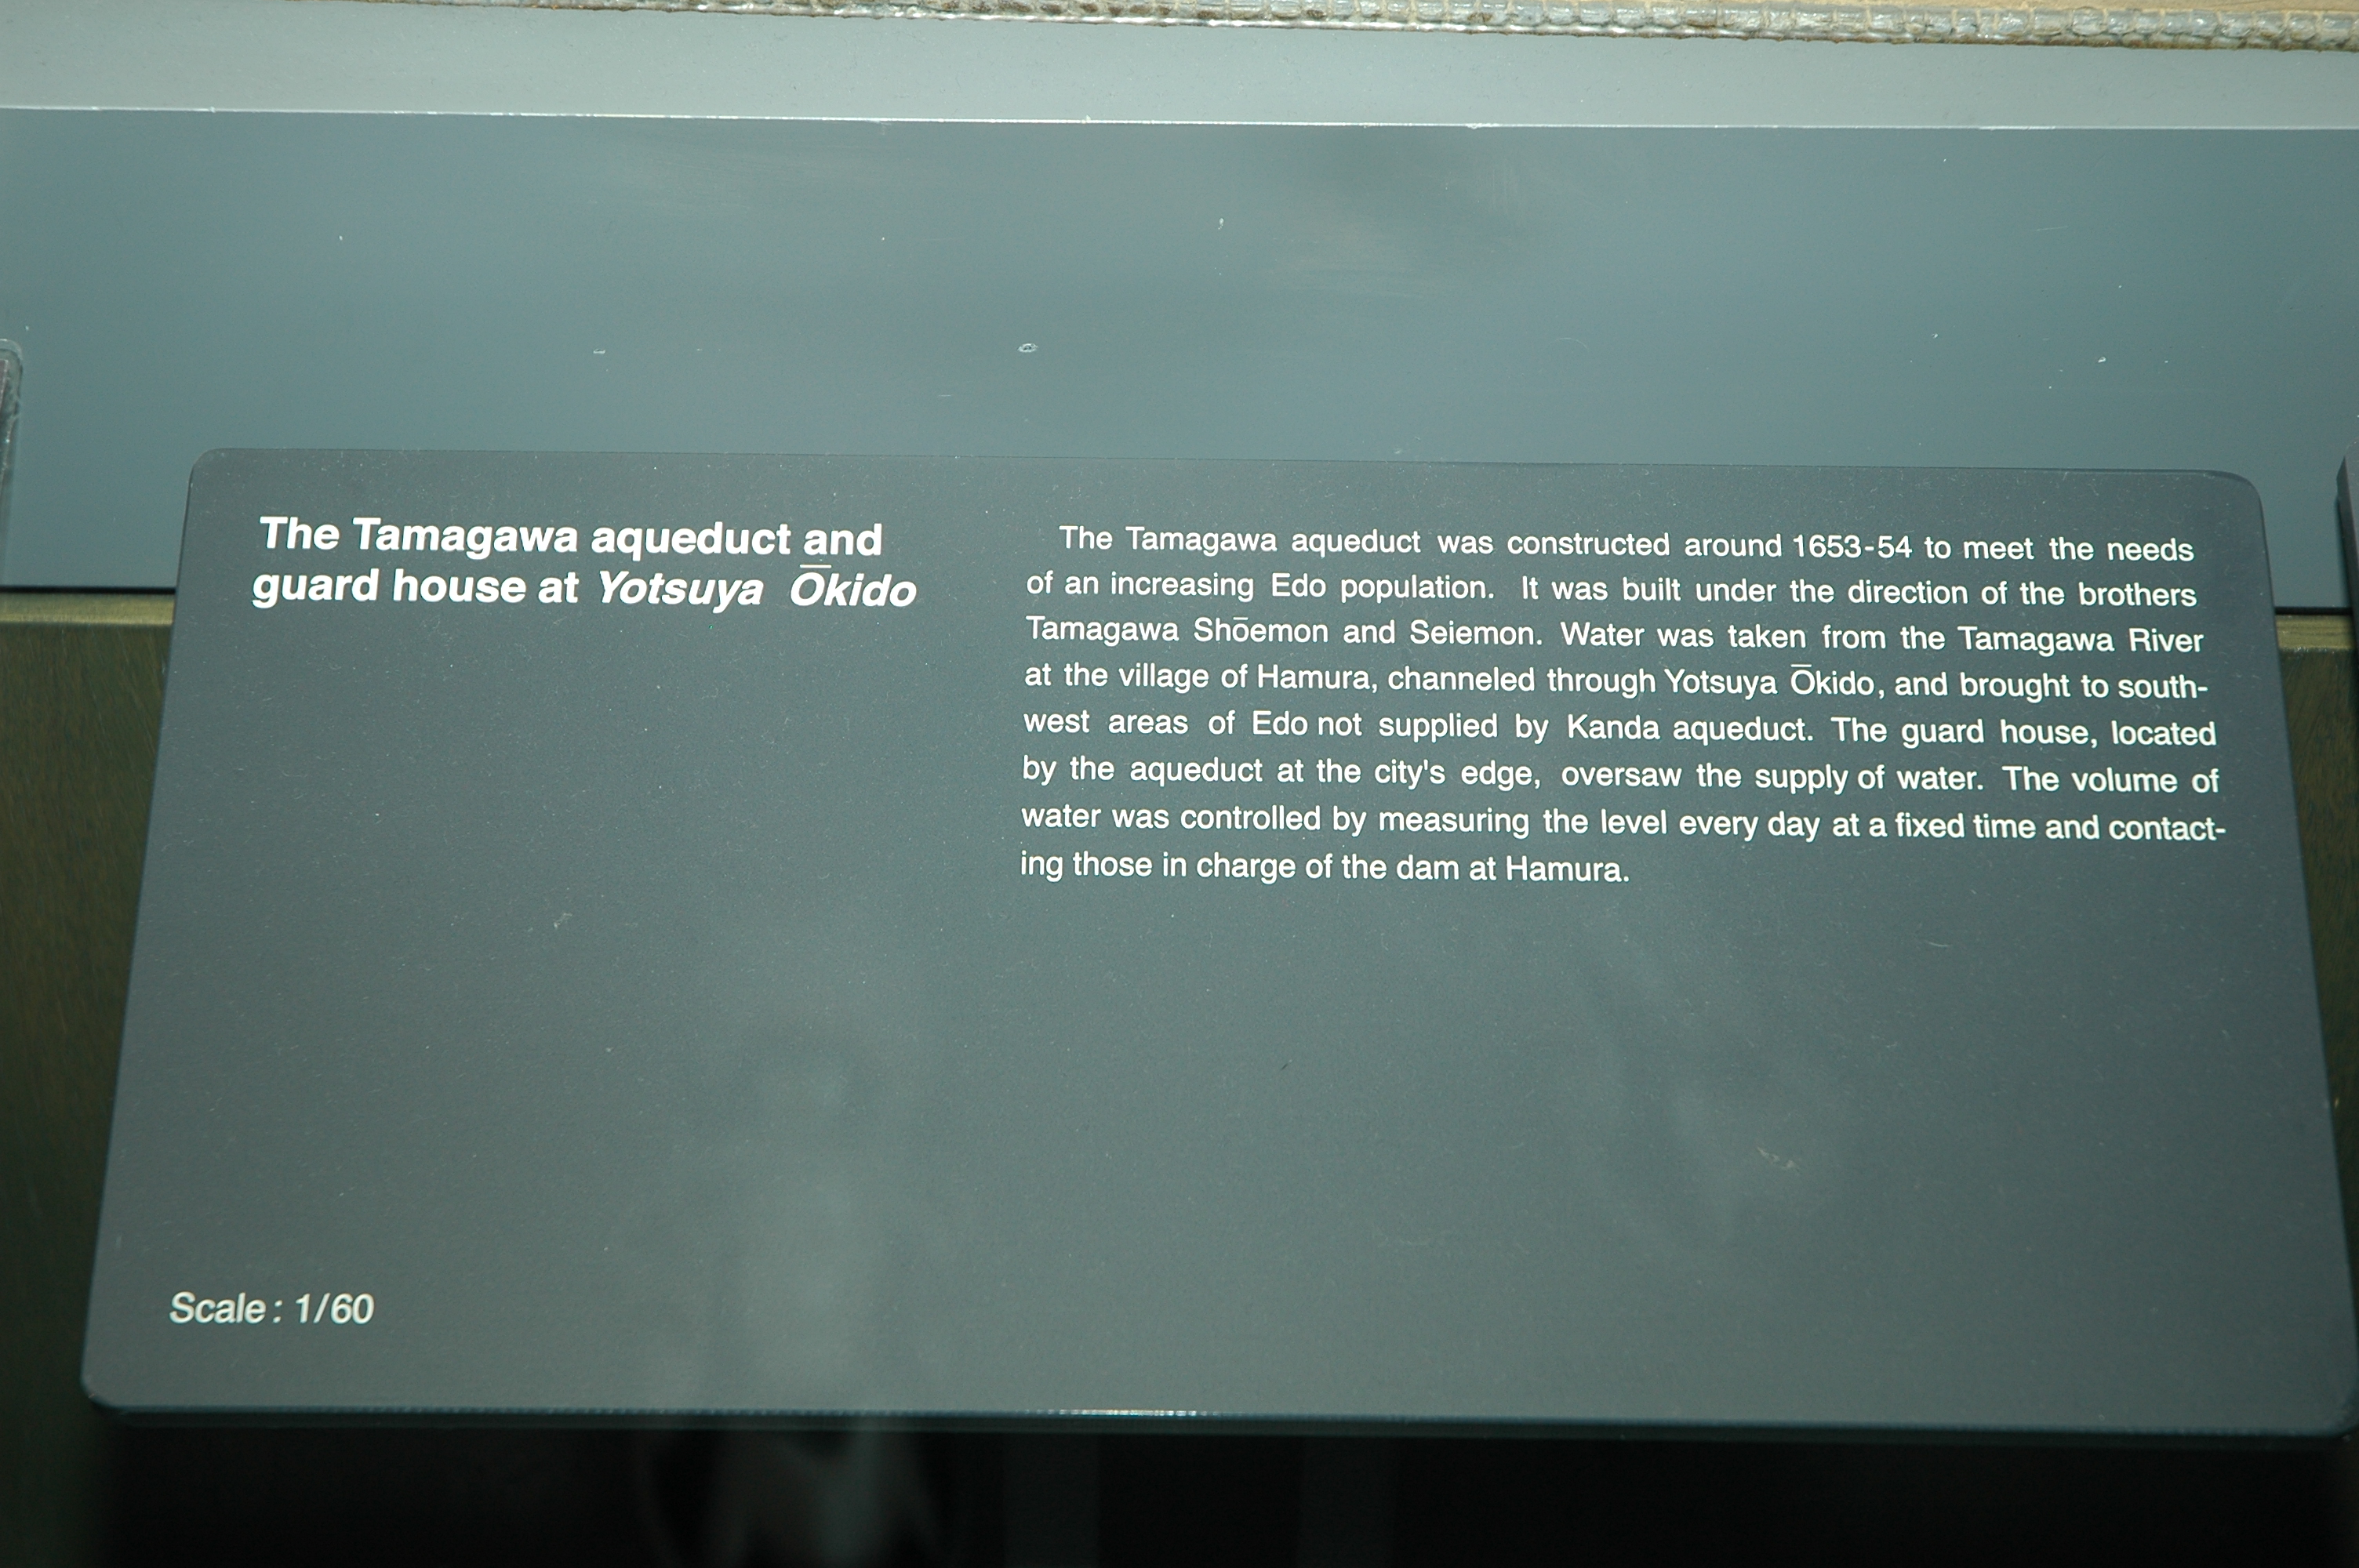 The Tamagawa aqueduct and
guard house at Yotsuya Ōkido
The Tamagawa aqueduct was constructed around 1653-54 to meet the needs
of an increasing Edo population. It was built under the direction of the brothers
Tamagawa Shōemon and Seiemon. Water was taken from the Tamagawa River
at the village of Hamura, channeled through Yotsuya Ōkido, and brought to south-
west areas of Edo not supplied by Kanda aqueduct. The guard house, located
by the aqueduct at the city's edge, oversaw the supply of water. The volume of
water was controlled by measuring the level every day at a fixed time and contact-
ing those in charge of the dam at Hamura.
Scale : 1/60